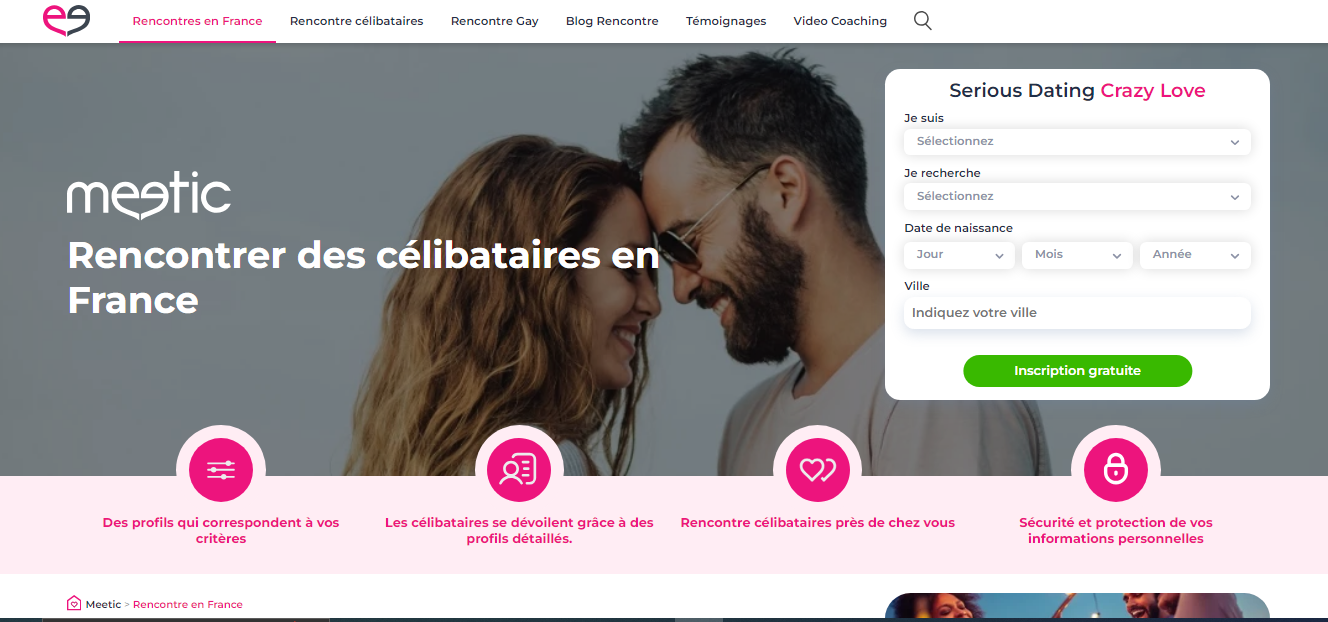 Rencontres en France
Rencontre célibataires
Rencontre Gay
Blog Rencontre
Témoignages
Video Coaching
meetic
Rencontrer des célibataires en
France
Serious Dating Crazy Love
Je suis
Sélectionnez
Je recherche
Sélectionnez
Date de naissance
Jour
Mois
Année
Ville
Indiquez votre ville
Inscription gratuite
Des profils qui correspondent à vos
critères
Les célibataires se dévoilent grâce à des
profils détaillés.
Rencontre célibataires près de chez vous
Sécurité et protection de vos
informations personnelles
Meetic > Rencontre en France